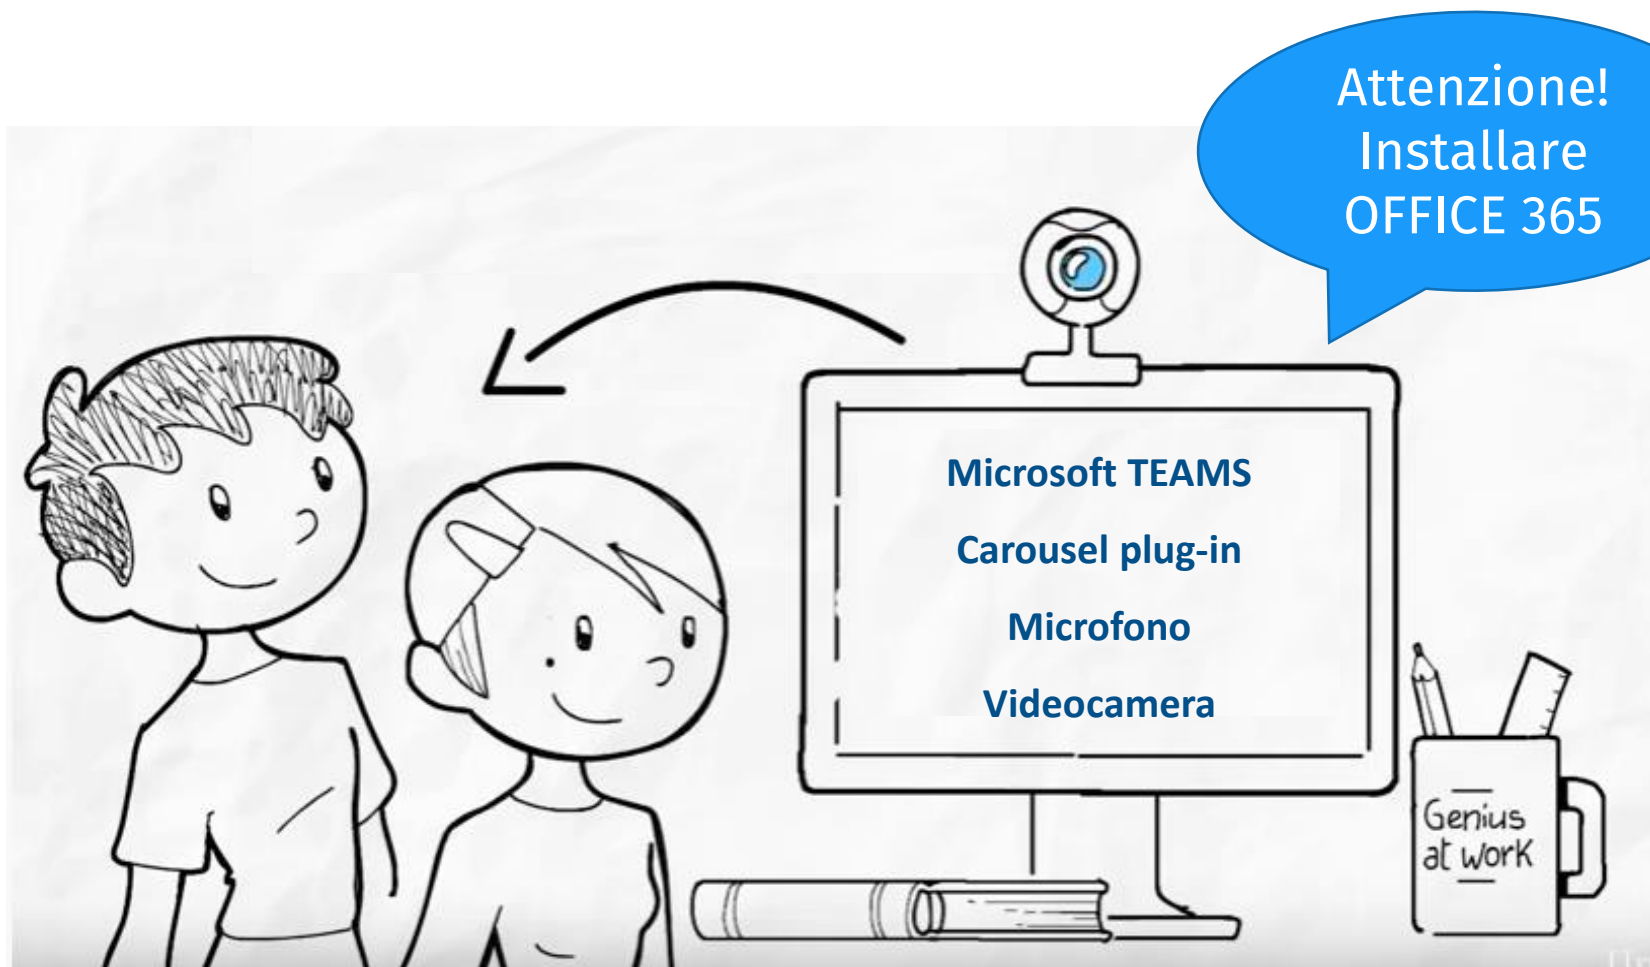 Attenzione!
Installare
OFFICE 365
Microsoft TEAMS
Carousel plug-in
Microfono
Videocamera
Genius
at work